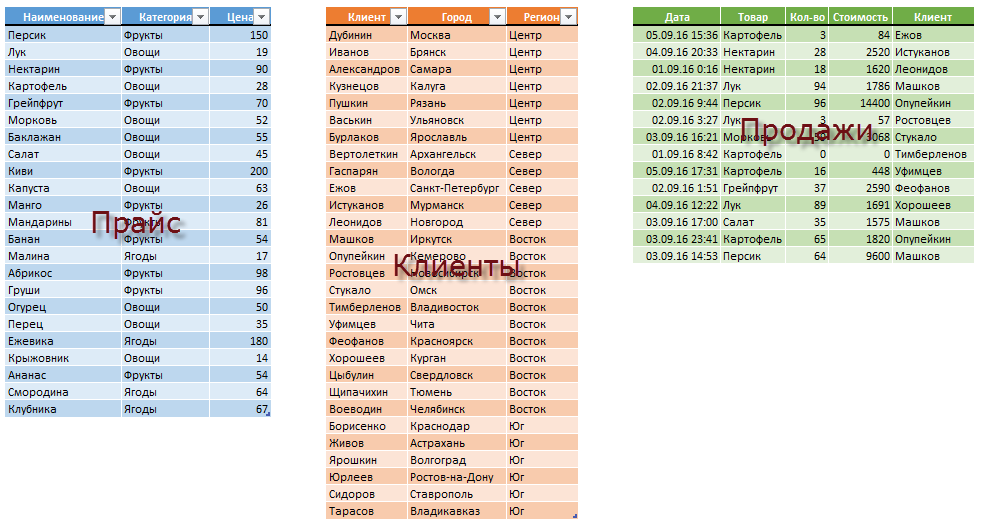 Наименование Категория Цена
Персик Фрукты 150
Лук Овощи 19
Нектарин Фрукты 90
Картофель Овощи 28
Грейпфрут Фрукты 70
Морковь Овощи 52
Баклажан Овощи 55
Салат Овощи 45
Киви Фрукты 200
Капуста Овощи 63
Манго Фрукты 26
Мандарины Фрукты 81
Банан Фрукты 54
Малина Ягоды 17
Абрикос Фрукты 98
Груши Фрукты 96
Огурец Овощи 50
Перец Овощи 35
Ежевика Ягоды 180
Крыжовник Овощи 14
Ананас Фрукты 54
Смородина Ягоды 64
Клубника Ягоды 67
Прайс
Клиент Город Регион
Дубинин Москва Центр
Иванов Брянск Центр
Александров Самара Центр
Кузнецов Калуга Центр
Пушкин Рязань Центр
Васькин Ульяновск Центр
Бурлаков Ярославль Центр
Вертолеткин Архангельск Север
Гаспарян Вологда Север
Ежов Санкт-Петербург Север
Истуканов Мурманск Север
Леонидов Новгород Север
Машков Иркутск Восток
Опупейкин Кемерово Восток
Ростовцев Новосибирск Восток
Стукало Омск Восток
Тимберленов Владивосток Восток
Уфимцев Чита Восток
Феофанов Красноярск Восток
Хорошеев Курган Восток
Цыбулин Свердловск Восток
Щипачихин Тюмень Восток
Воеводин Челябинск Восток
Борисенко Краснодар Юг
Живов Астрахань Юг
Ярошкин Волгоград Юг
Юрлеев Ростов-на-Дону Юг
Сидоров Ставрополь Юг
Тарасов Владикавказ Юг
Клиенты
Дата Товар Кол-во Стоимость Клиент
05.09.16 15:36 Картофель 3 84 Ежов
04.09.16 20:33 Нектарин 28 2520 Истуканов
01.09.16 0:16 Нектарин 18 1620 Леонидов
02.09.16 21:37 Лук 94 1786 Машков
02.09.16 9:44 Персик 96 14400 Опупейкин
02.09.16 3:27 Лук 3 57 Ростовцев
03.09.16 16:21 Морковь 59 3068 Стукало
01.09.16 8:42 Картофель 0 0 Тимберленов
05.09.16 17:31 Картофель 16 448 Уфимцев
02.09.16 1:51 Грейпфрут 37 2590 Феофанов
04.09.16 12:22 Лук 89 1691 Хорошеев
03.09.16 17:00 Салат 35 1575 Машков
03.09.16 23:41 Картофель 65 1820 Опупейкин
03.09.16 14:53 Персик 64 9600 Машков
Продажи